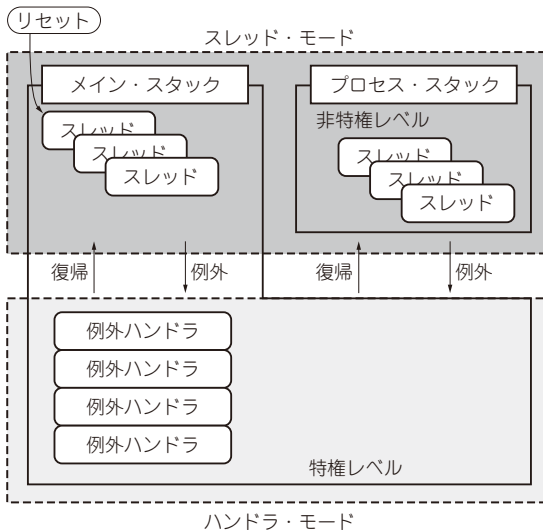 リセット
スレッド・モード
メイン・スタック
プロセス・スタック
非特権レベル
スレッド
スレッド
スレッド
スレッド
スレッド
スレッド
復帰
例外
復帰
例外
例外ハンドラ
例外ハンドラ
例外ハンドラ
例外ハンドラ
特権レベル
ハンドラ・モード